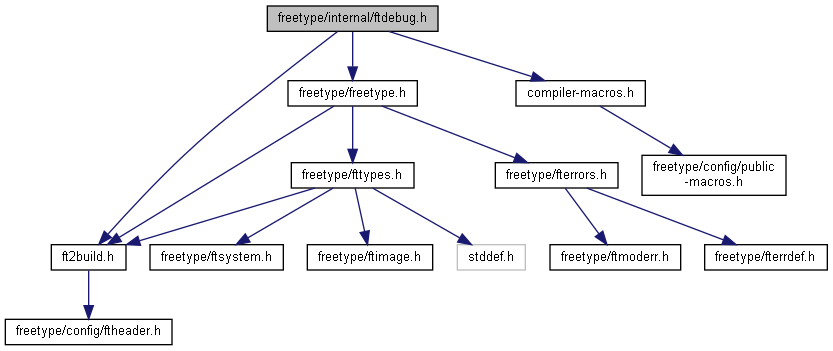 freetype/internal/ftdebug.h
freetype/freetype.h
compiler-macros.h
freetype/fttypes.h
freetype/fterrors.h
freetype/config/public
-macros.h
ft2build.h
freetype/ftsystem.h
freetype/ftimage.h
stddef.h
freetype/ftmoderr.h
freetype/fterrdef.h
freetype/config/ftheader.h